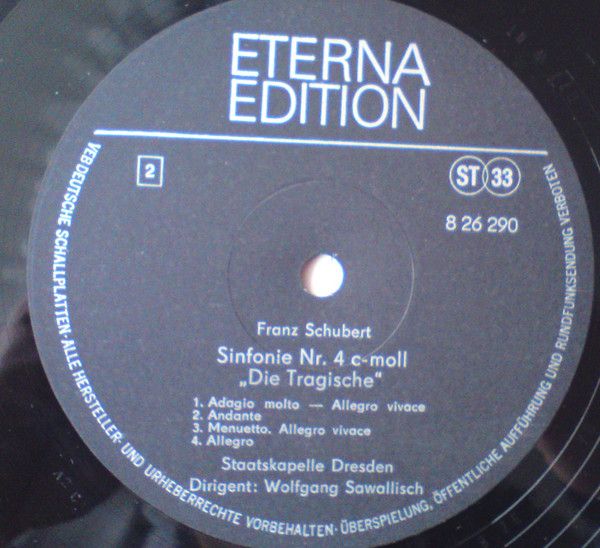 ETERNA
EDITION
2
ST 33
8 26 290
Franz Schubert
Sinfonie Nr. 4 c-moll
„Die Tragische“
1. Adagio molto — Allegro vivace
2. Andante
3. Menuetto. Allegro vivace
4. Allegro
Staatskapelle Dresden
Dirigent: Wolfgang Sawallisch
VEB DEUTSCHE SCHALLPLATTEN · ALLE HERSTELLER- UND URHEBERRECHTE VORBEHALTEN · ÜBERSPIELUNG, ÖFFENTLICHE AUFFÜHRUNG UND RUNDFUNKSENDUNG VERBOTEN